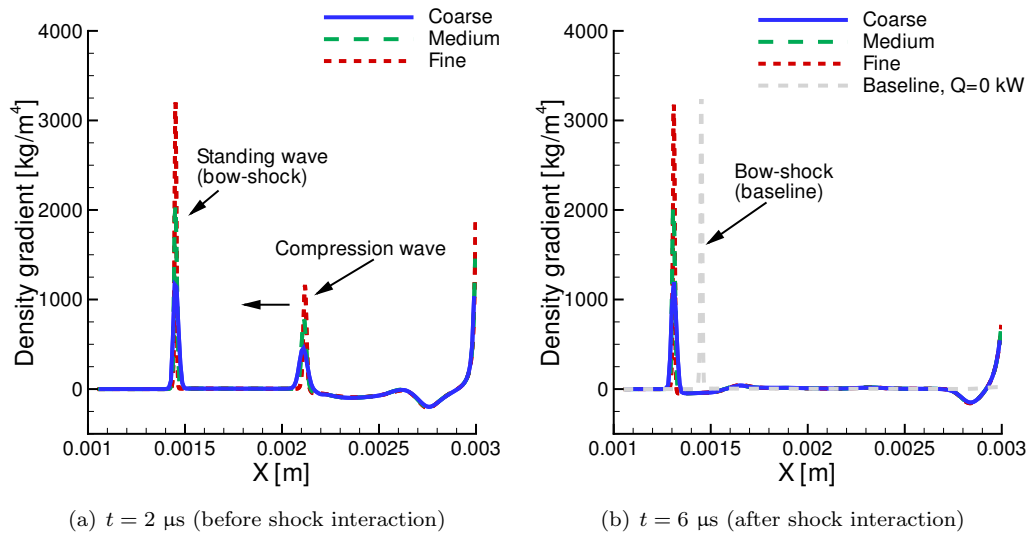 Coarse
Medium
Fine
4000
3000
2000
1000
0
Density gradient [kg/m⁴]
Standing wave
(bow-shock)
Compression wave
0.001
0.0015
0.002
0.0025
0.003
X [m]
(a) t = 2 µs (before shock interaction)
Coarse
Medium
Fine
Baseline, Q=0 kW
4000
3000
2000
1000
0
Density gradient [kg/m⁴]
Bow-shock
(baseline)
0.001
0.0015
0.002
0.0025
0.003
X [m]
(b) t = 6 µs (after shock interaction)